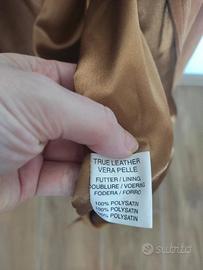 TRUE LEATHER
VERA PELLE
FUTTER / LINING
DOUBLURE / VOERING
FODERA / FORRO
100% POLYSATIN
100% POLYSATIN
100% POLYSATIN
subito